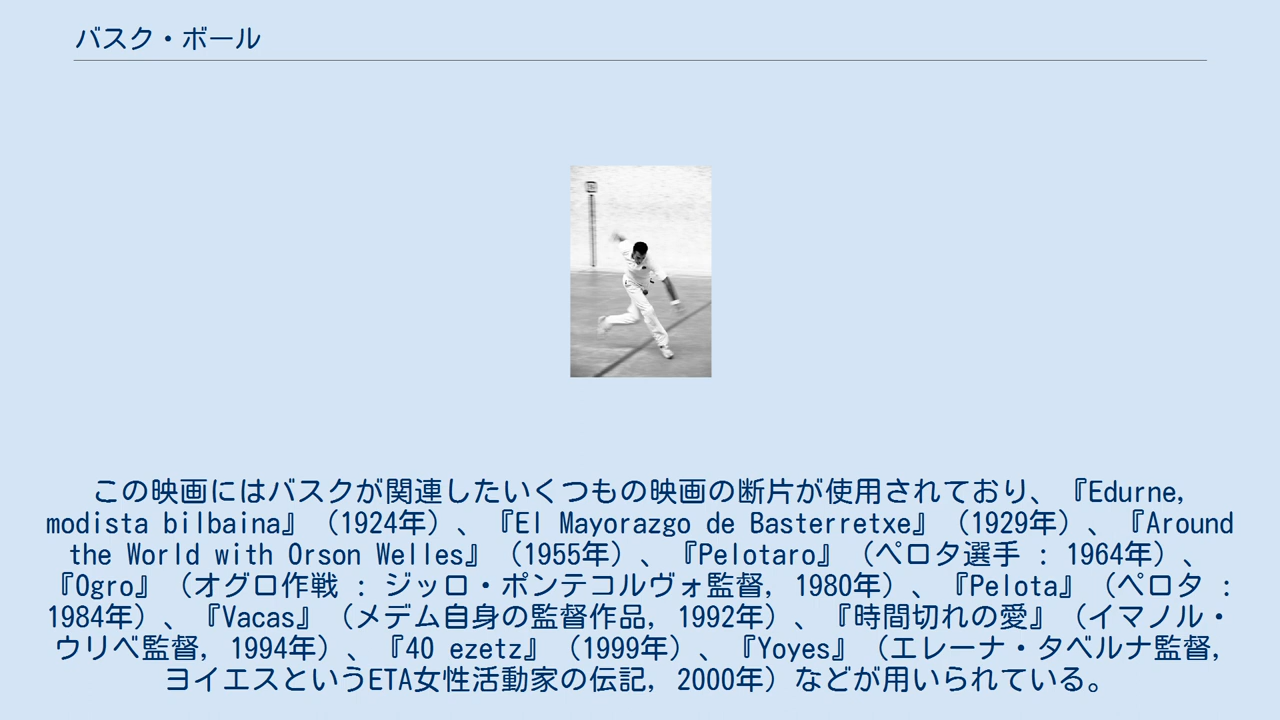 バスク・ボール
この映画にはバスクが関連したいくつもの映画の断片が使用されており、『Edurne,
modista bilbaina』（1924年）、『El Mayorazgo de Basterretxe』（1929年）、『Around
the World with Orson Welles』（1955年）、『Pelotaro』（ペロタ選手 : 1964年）、
『Ogro』（オグロ作戦 : ジッロ・ポンテコルヴォ監督, 1980年）、『Pelota』（ペロタ :
1984年）、『Vacas』（メデム自身の監督作品, 1992年）、『時間切れの愛』（イマノル・
ウリベ監督, 1994年）、『40 ezetz』（1999年）、『Yoyes』（エレーナ・タベルナ監督,
ヨイエスというETA女性活動家の伝記, 2000年）などが用いられている。